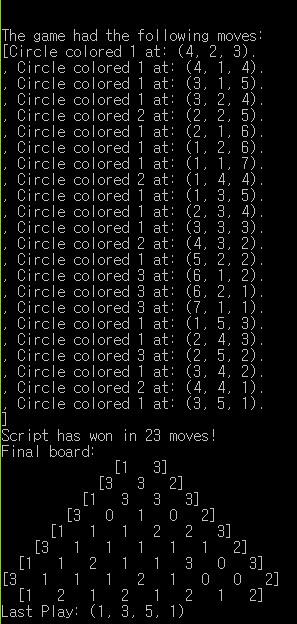 The game had the following moves:
[Circle colored 1 at: (4, 2, 3).
, Circle colored 1 at: (4, 1, 4).
, Circle colored 1 at: (3, 1, 5).
, Circle colored 1 at: (3, 2, 4).
, Circle colored 2 at: (2, 2, 5).
, Circle colored 1 at: (2, 1, 6).
, Circle colored 1 at: (1, 2, 6).
, Circle colored 1 at: (1, 1, 7).
, Circle colored 2 at: (1, 4, 4).
, Circle colored 1 at: (1, 3, 5).
, Circle colored 1 at: (2, 3, 4).
, Circle colored 1 at: (3, 3, 3).
, Circle colored 2 at: (4, 3, 2).
, Circle colored 1 at: (5, 2, 2).
, Circle colored 3 at: (6, 1, 2).
, Circle colored 3 at: (6, 2, 1).
, Circle colored 3 at: (7, 1, 1).
, Circle colored 1 at: (1, 5, 3).
, Circle colored 1 at: (2, 4, 3).
, Circle colored 3 at: (2, 5, 2).
, Circle colored 1 at: (3, 4, 2).
, Circle colored 2 at: (4, 4, 1).
, Circle colored 1 at: (3, 5, 1).
]
Script has won in 23 moves!
Final board:
[1 3]
[3 3 2]
[1 3 3 3]
[3 0 1 0 2]
[1 1 1 2 2 3]
[3 1 1 1 1 1 2]
[1 1 2 1 1 3 0 3]
[3 1 1 1 2 1 0 0 2]
[1 2 1 2 1 2 1 2]
Last Play: (1, 3, 5, 1)